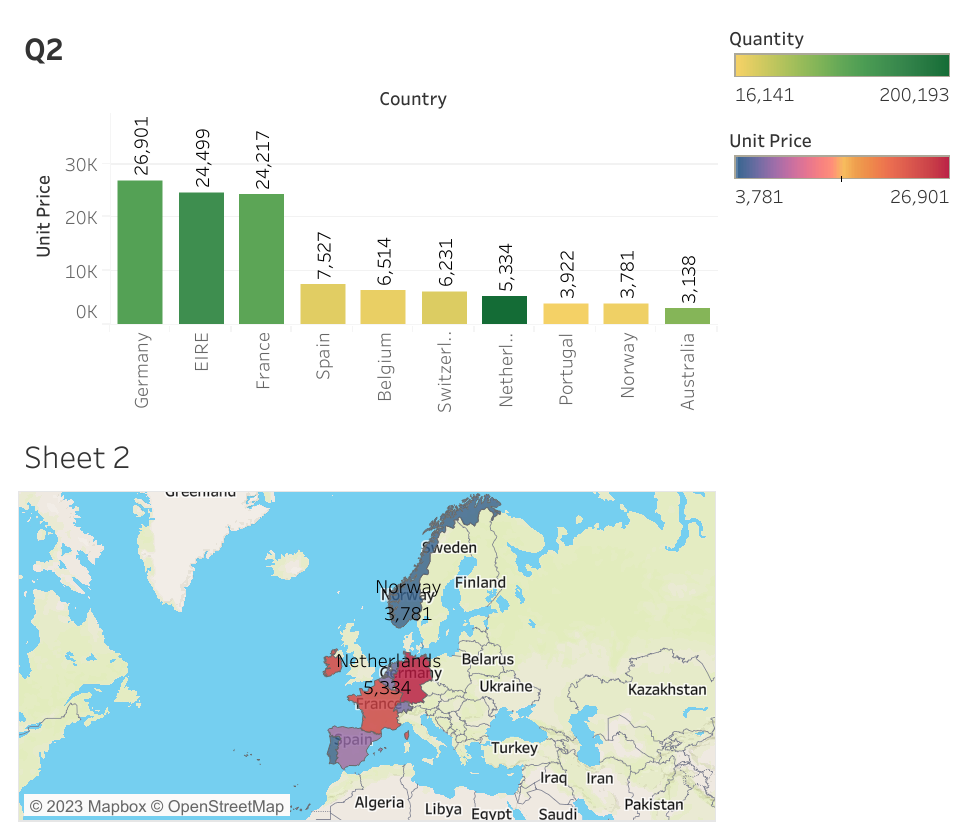 Q2
Country
Unit Price
30K
20K
10K
0K
26,901
24,499
24,217
7,527
6,514
6,231
5,334
3,922
3,781
3,138
Germany
EIRE
France
Spain
Belgium
Switzerl..
Netherl..
Portugal
Norway
Australia
Quantity
16,141 200,193
Unit Price
3,781 26,901
Sheet 2
Greenland
Sweden
Finland
Norway
Norway
3,781
Netherlands
Germany
5,334
France
Spain
Belarus
Ukraine
Kazakhstan
Turkey
Iraq
Iran
Algeria
Libya
Egypt
Saudi
Pakistan
© 2023 Mapbox © OpenStreetMap